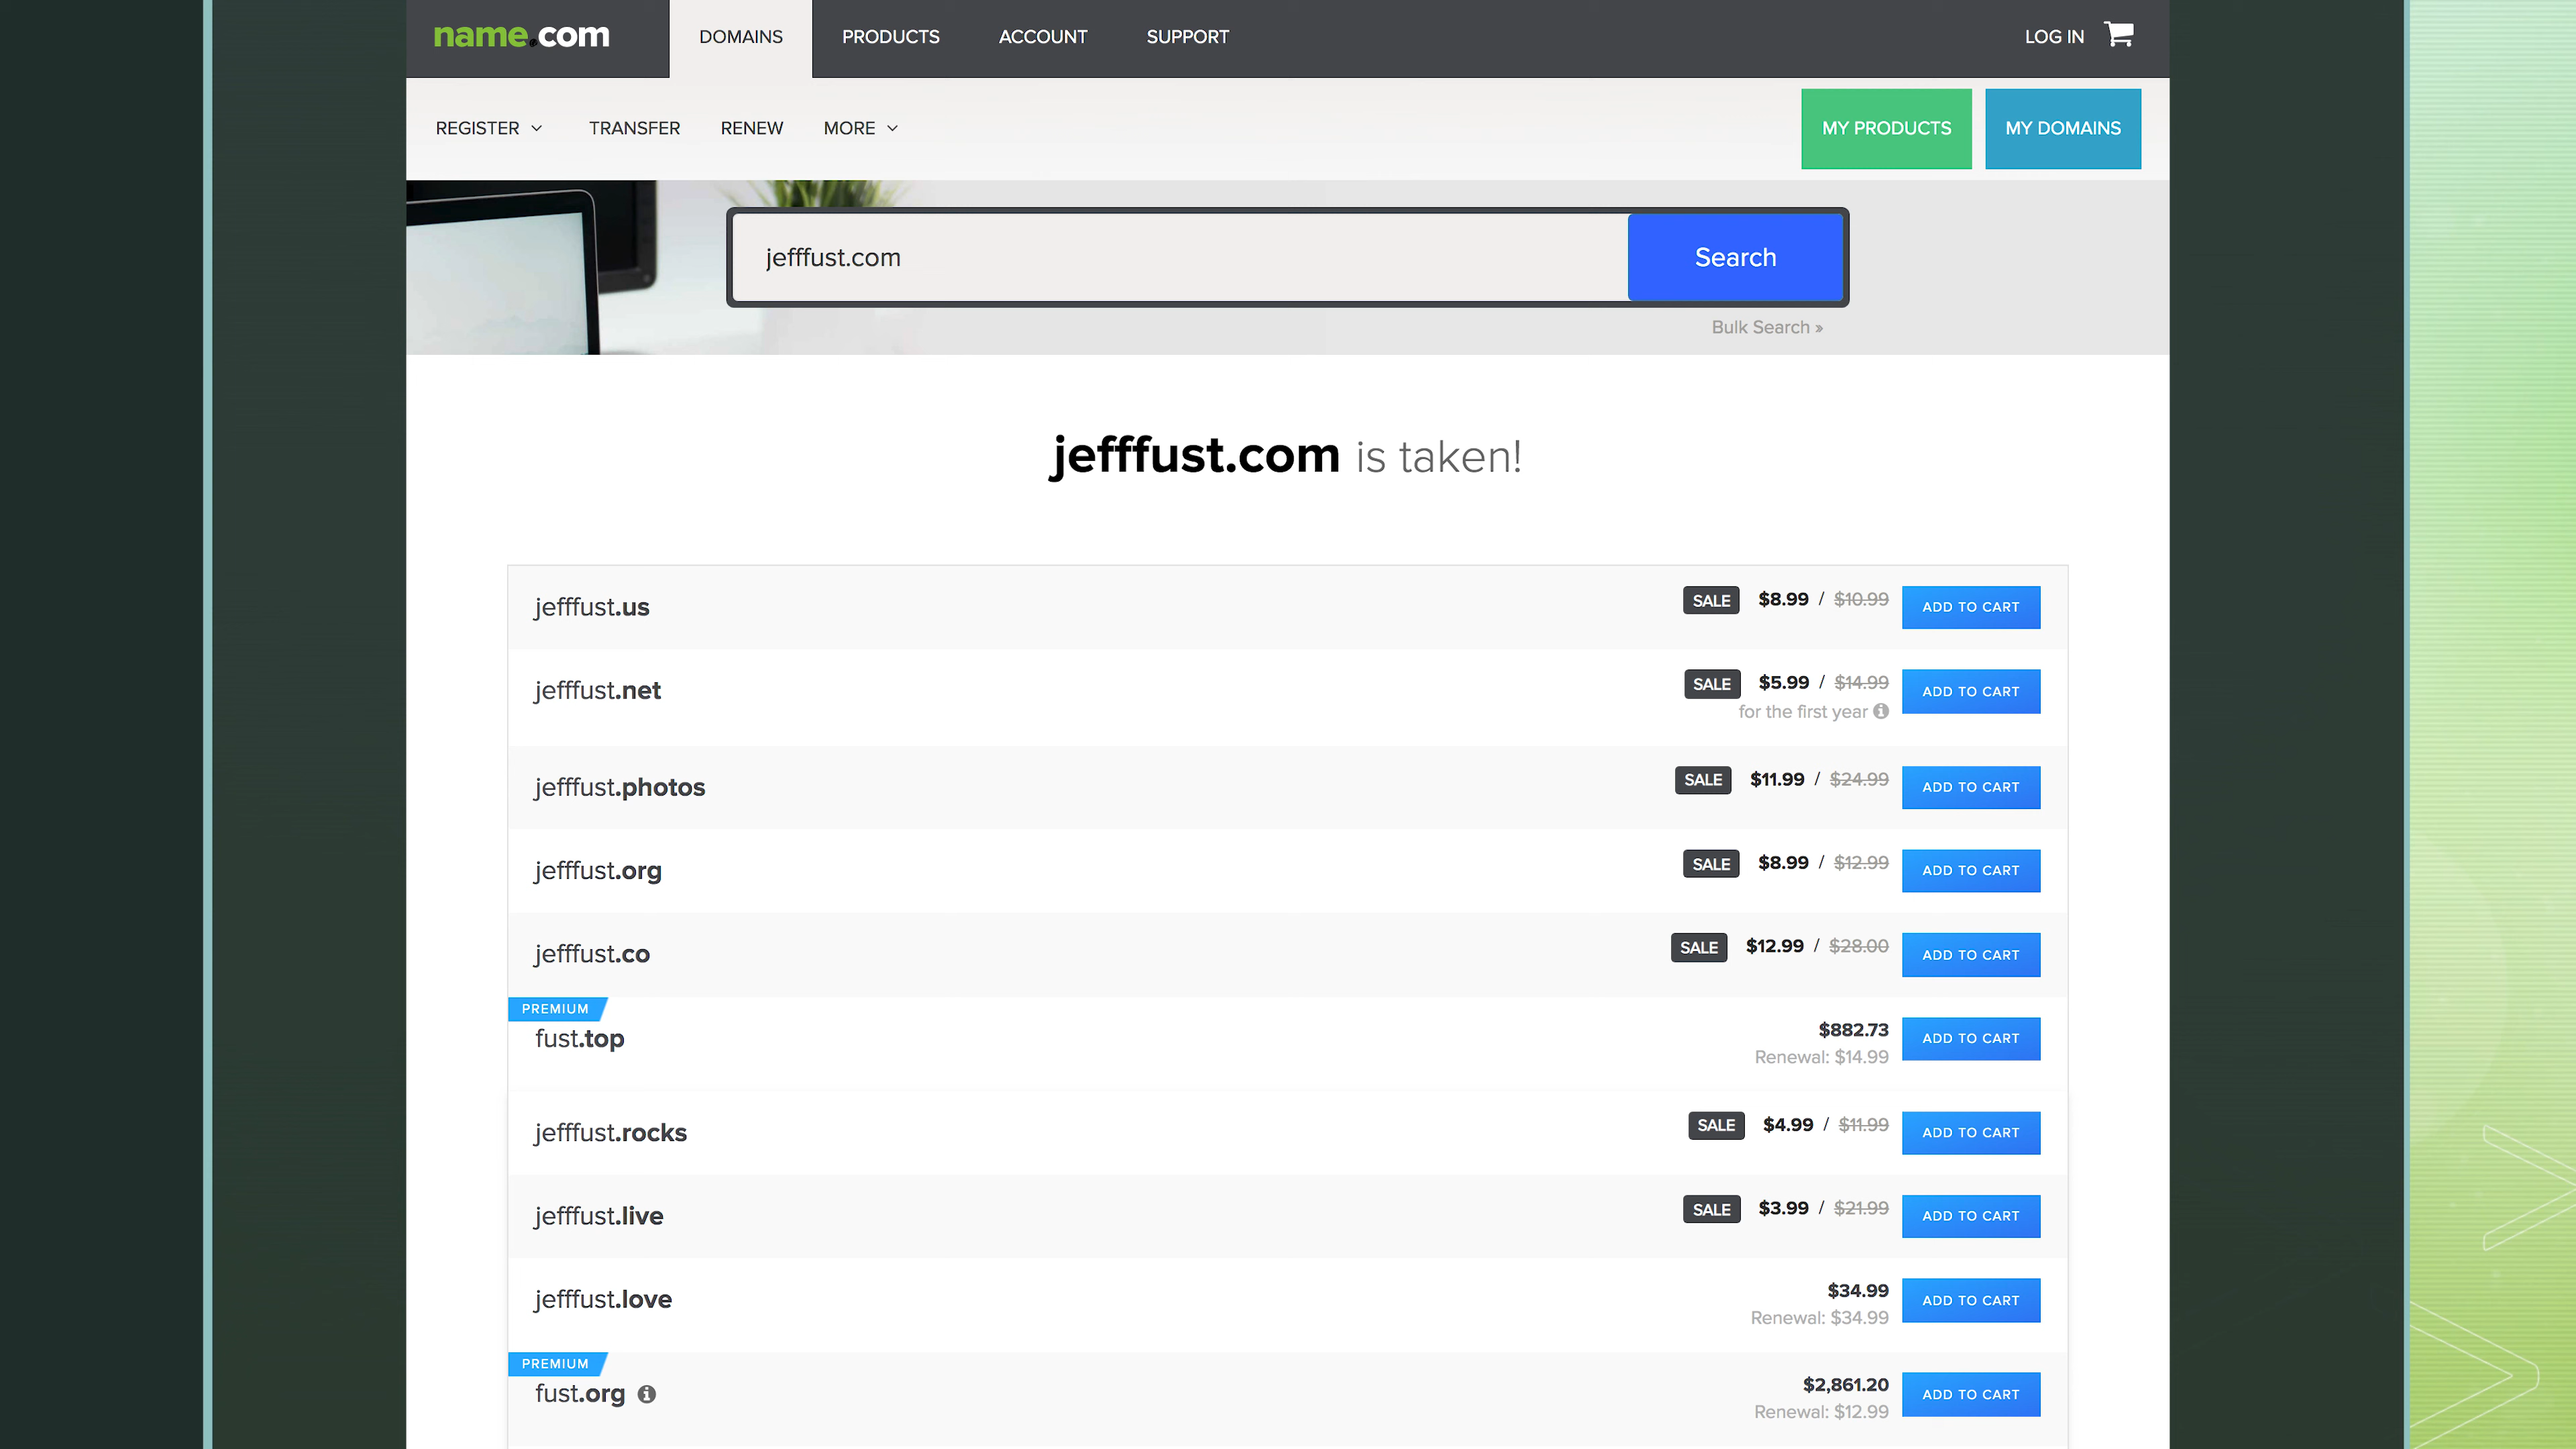 name.com
DOMAINS
PRODUCTS
ACCOUNT
SUPPORT
LOG IN
REGISTER
TRANSFER
RENEW
MORE
MY PRODUCTS
MY DOMAINS
jefffust.com
Search
Bulk Search »
jefffust.com is taken!
jefffust.us
SALE $8.99 / $10.99 ADD TO CART
jefffust.net
SALE $5.99 / $14.99 ADD TO CART
for the first year
jefffust.photos
SALE $11.99 / $24.99 ADD TO CART
jefffust.org
SALE $8.99 / $12.99 ADD TO CART
jefffust.co
SALE $12.99 / $28.00 ADD TO CART
PREMIUM
fust.top
$882.73 ADD TO CART
Renewal: $14.99
jefffust.rocks
SALE $4.99 / $11.99 ADD TO CART
jefffust.live
SALE $3.99 / $21.99 ADD TO CART
jefffust.love
$34.99 ADD TO CART
Renewal: $34.99
PREMIUM
fust.org
$2,861.20 ADD TO CART
Renewal: $12.99